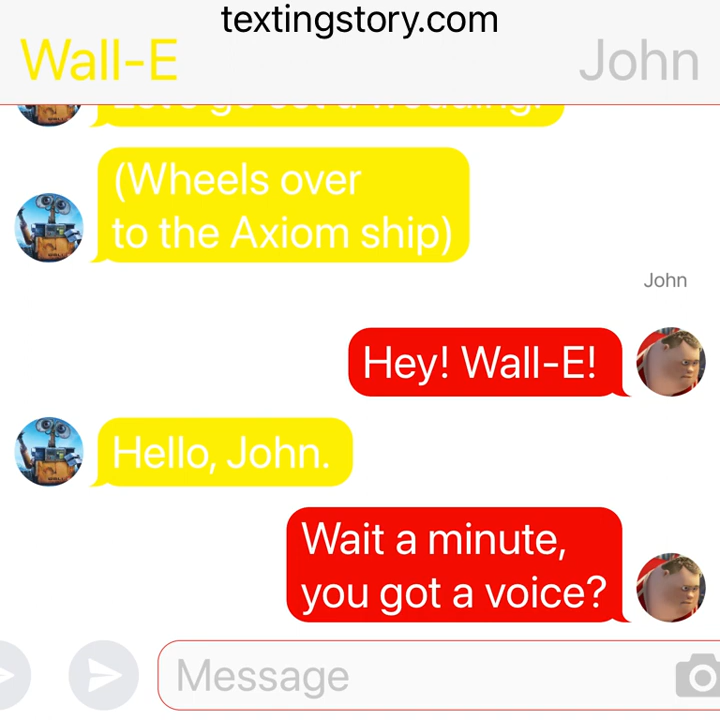 textingstory.com
Wall-E
John
(Wheels over
to the Axiom ship)
John
Hey! Wall-E!
Hello, John.
Wait a minute,
you got a voice?
Message